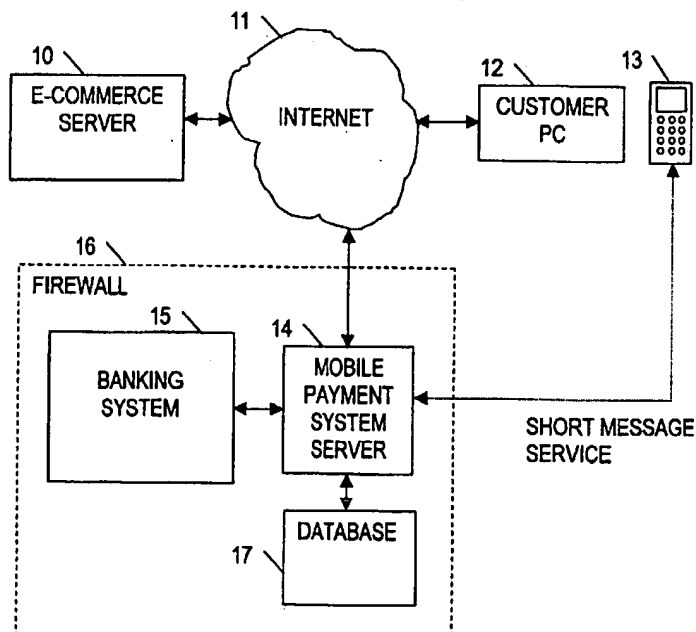 11
10
12
13
E-COMMERCE
SERVER
INTERNET
CUSTOMER
PC
16
FIREWALL
15
14
BANKING
SYSTEM
MOBILE
PAYMENT
SYSTEM
SERVER
SHORT MESSAGE
SERVICE
DATABASE
17